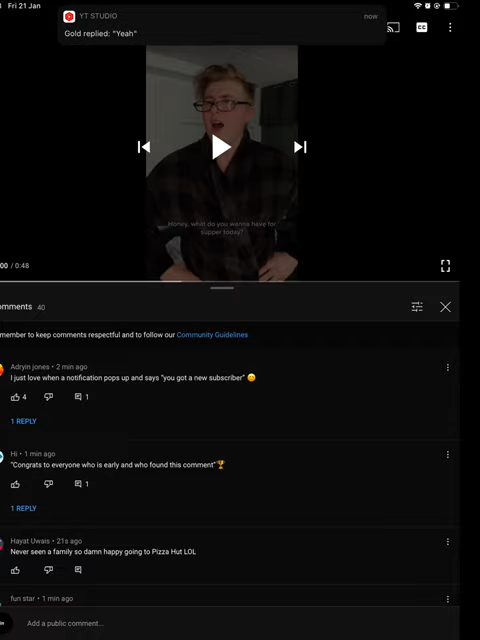 Fri 21 Jan
YT STUDIO
now
Gold replied: "Yeah"
CC
Honey, what do you wanna have for
supper today?
00 / 0:48
omments 40
member to keep comments respectful and to follow our Community Guidelines
Adryin jones • 2 min ago
I just love when a notification pops up and says "you got a new subscriber" 😊
4
1
1 REPLY
Hi • 1 min ago
"Congrats to everyone who is early and who found this comment"🏆
1
1 REPLY
Hayat Uwais • 21s ago
Never seen a family so damn happy going to Pizza Hut LOL
fun star • 1 min ago
Add a public comment...